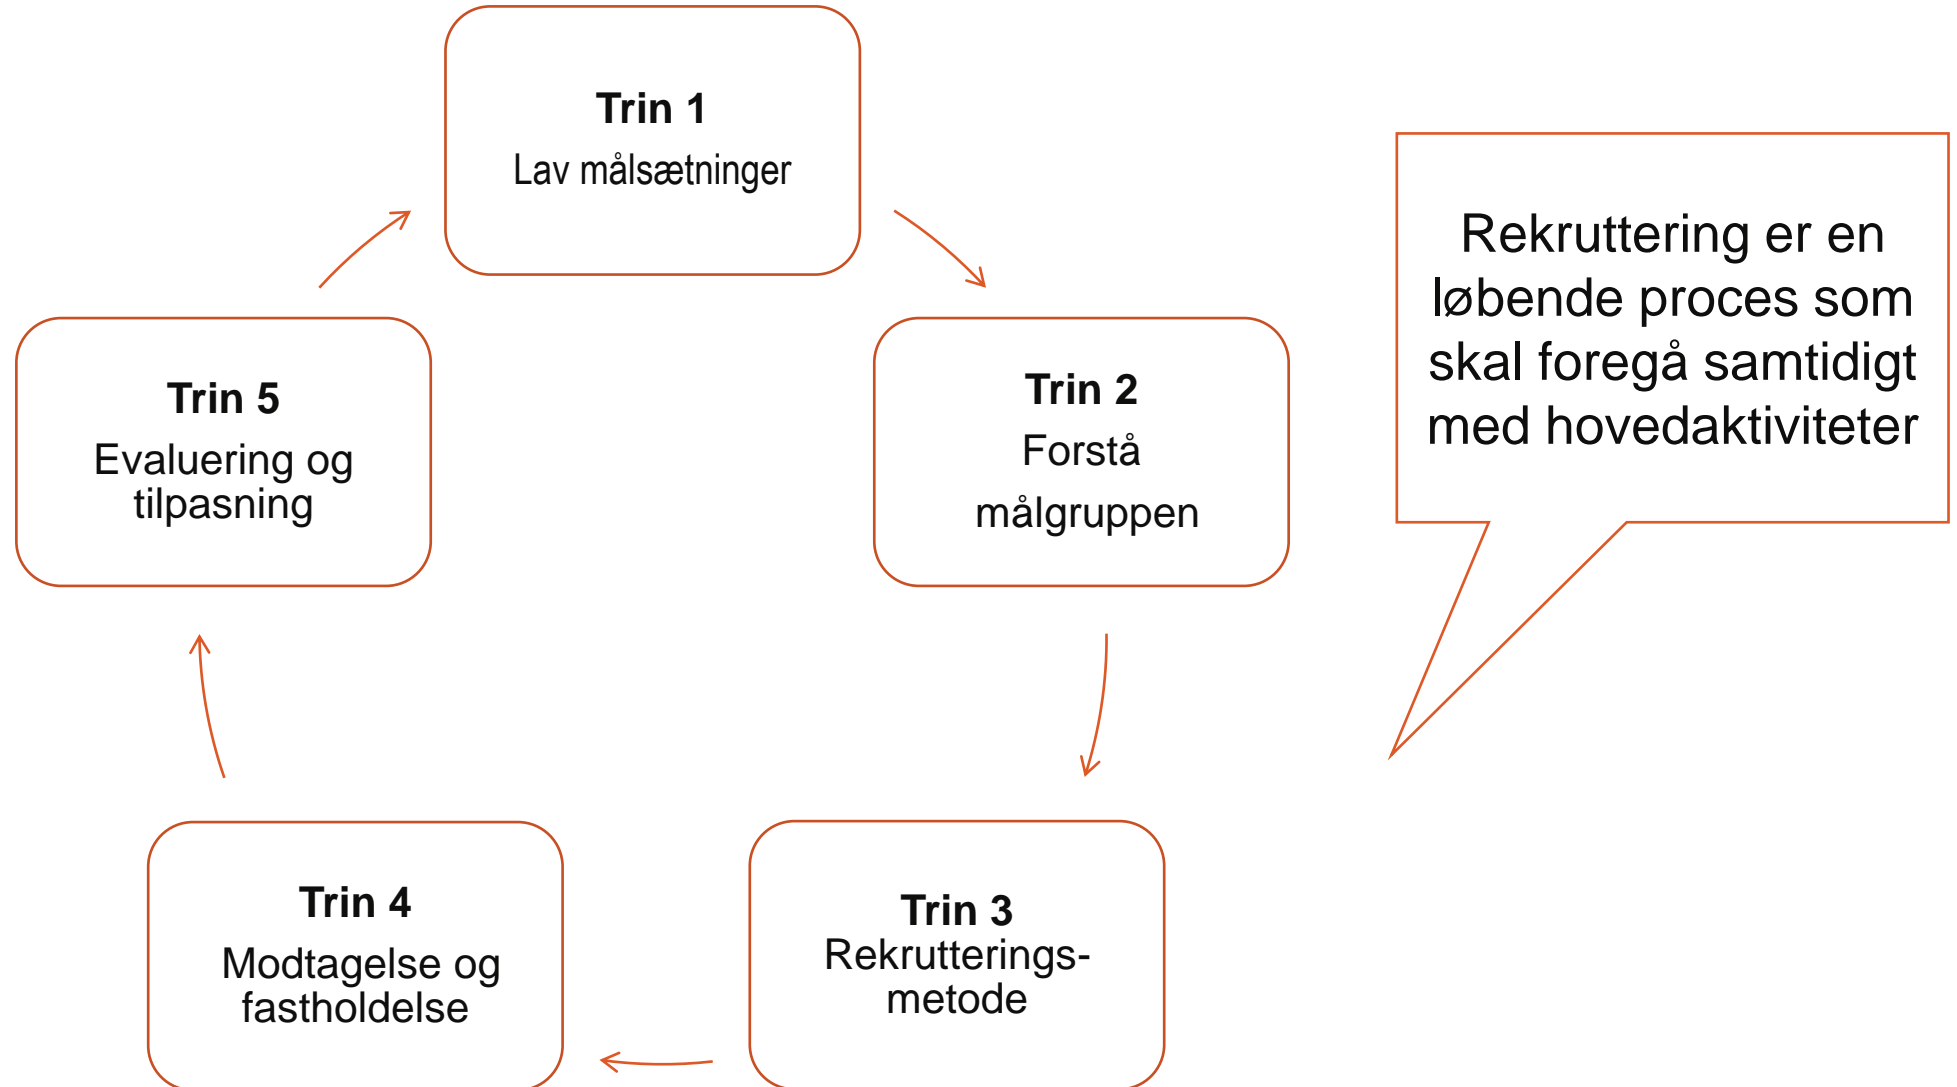 Trin 1
Lav målsætninger
Trin 2
Forstå
målgruppen
Trin 3
Rekrutterings-
metode
Trin 4
Modtagelse og
fastholdelse
Trin 5
Evaluering og
tilpasning
Rekruttering er en
løbende proces som
skal foregå samtidigt
med hovedaktiviteter